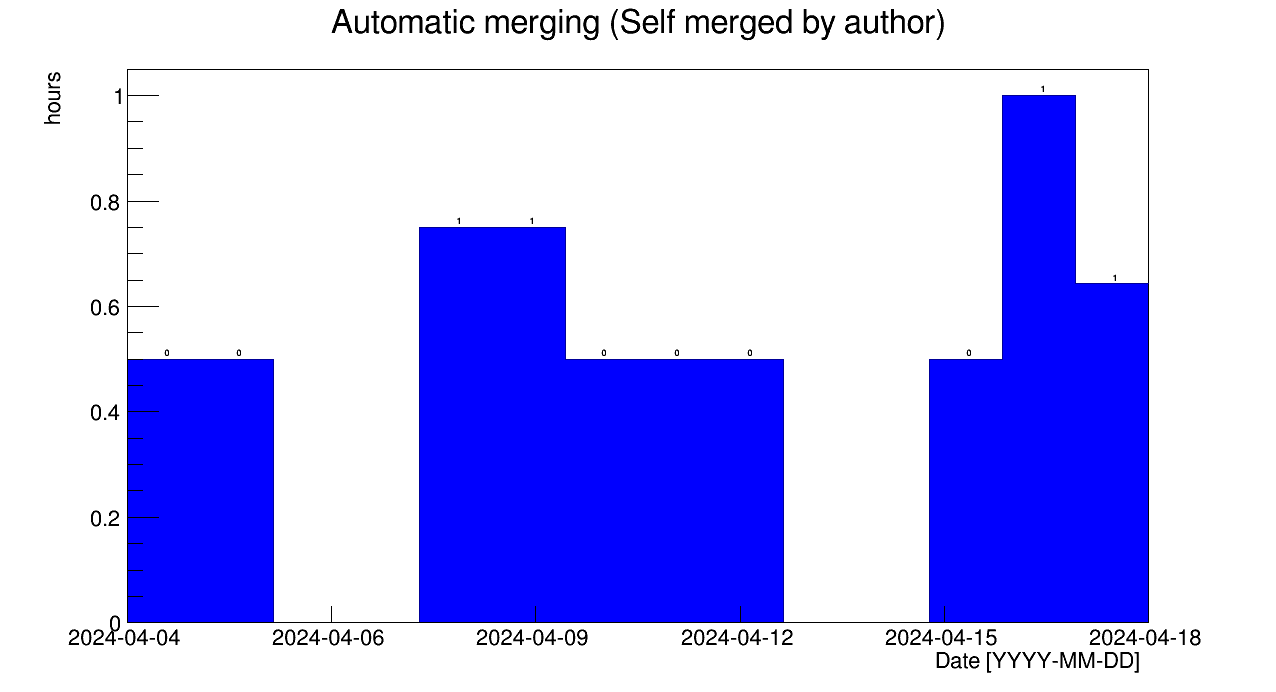 Automatic merging (Self merged by author)
hours
1
0.8
0.6
0.4
0.2
0
0 0 1 1 0 0 0 0 1 1
2024-04-04 2024-04-06 2024-04-09 2024-04-12 2024-04-15 2024-04-18
Date [YYYY-MM-DD]